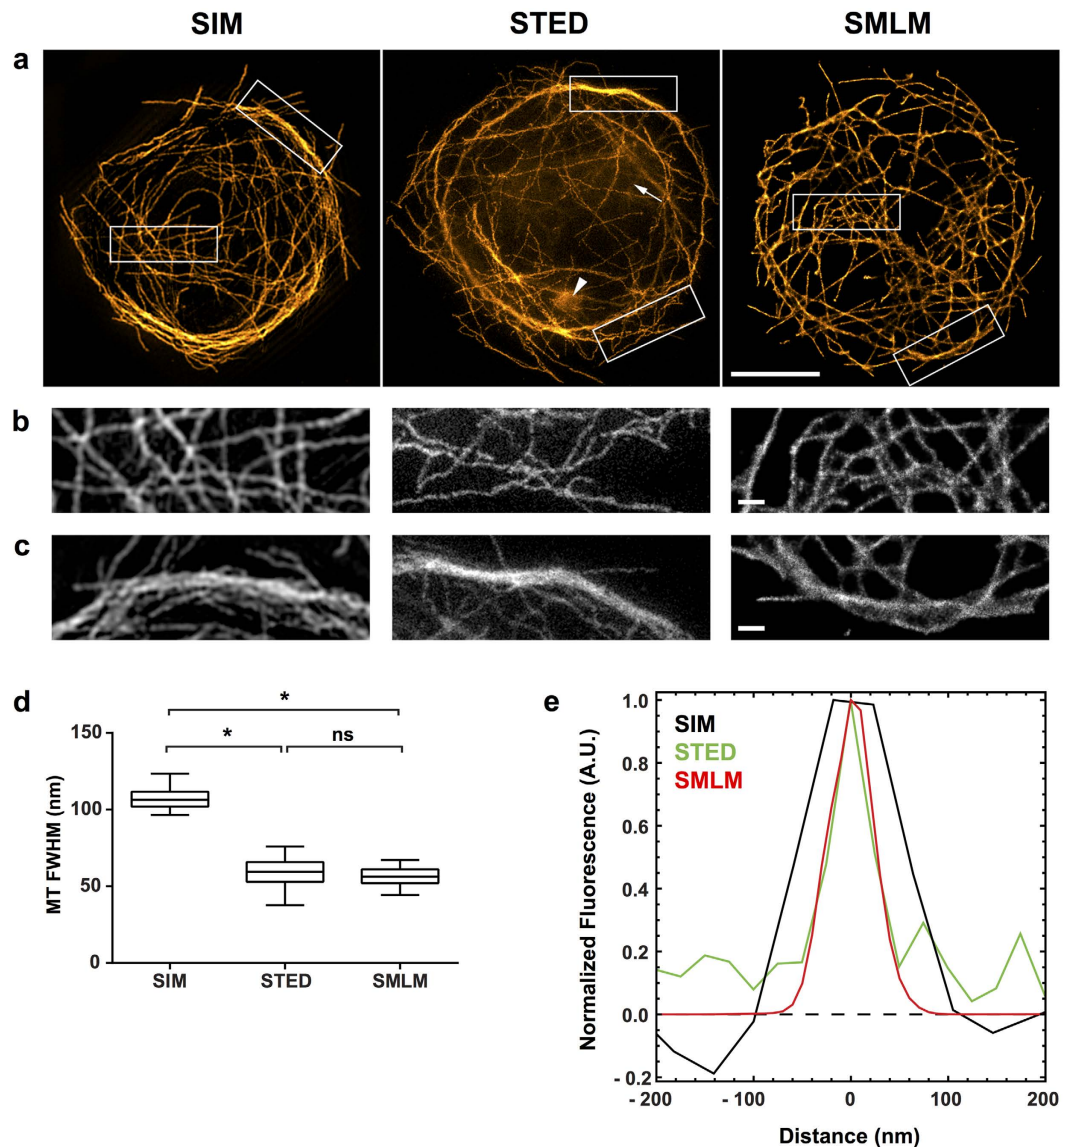 SIM STED SMLM
a
b
c
d
*
* ns
150
100
50
0
MT FWHM (nm)
SIM STED SMLM
e
SIM
STED
SMLM
1.0
0.8
0.6
0.4
0.2
0.0
- 0.2
Normalized Fluorescence (A.U.)
- 200 - 100 0 100 200
Distance (nm)